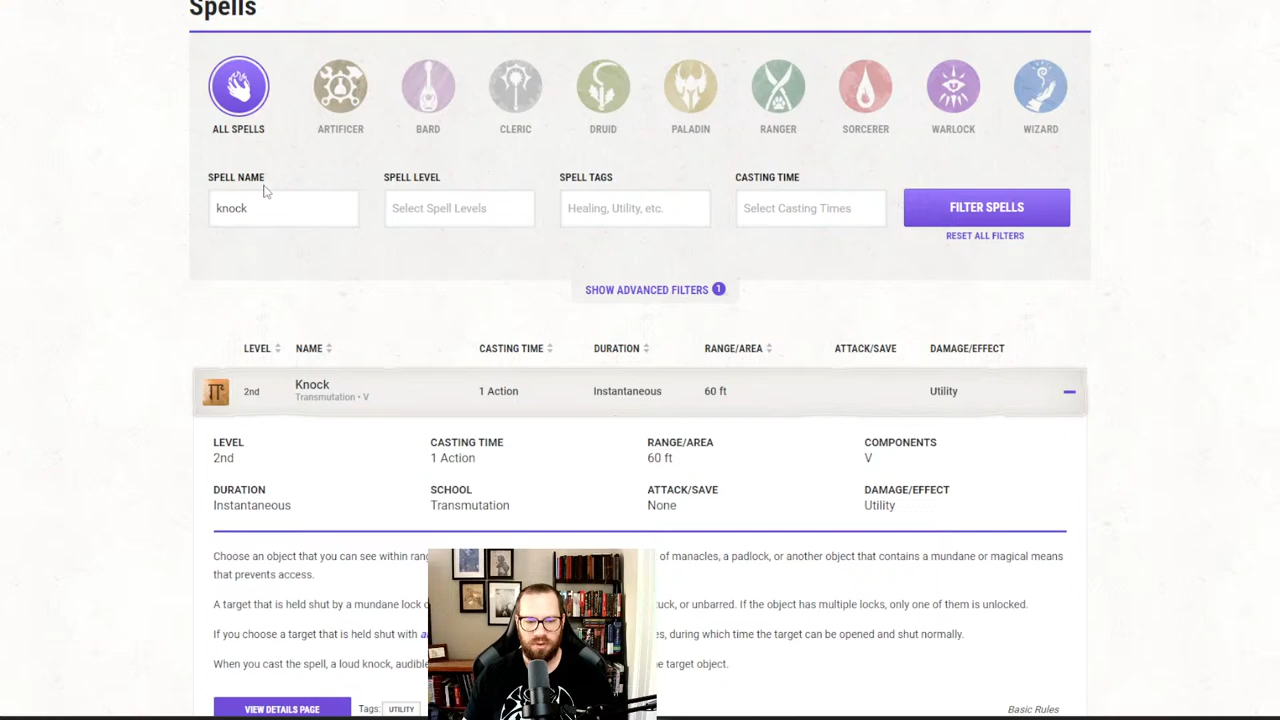 Spells
ALL SPELLS ARTIFICER BARD CLERIC DRUID PALADIN RANGER SORCERER WARLOCK WIZARD
SPELL NAME SPELL LEVEL SPELL TAGS CASTING TIME
knock Select Spell Levels Healing, Utility, etc. Select Casting Times FILTER SPELLS
RESET ALL FILTERS
SHOW ADVANCED FILTERS 1
LEVEL NAME CASTING TIME DURATION RANGE/AREA ATTACK/SAVE DAMAGE/EFFECT
2nd Knock 1 Action Instantaneous 60 ft Utility
Transmutation • V
LEVEL CASTING TIME RANGE/AREA COMPONENTS
2nd 1 Action 60 ft V
DURATION SCHOOL ATTACK/SAVE DAMAGE/EFFECT
Instantaneous Transmutation None Utility
Choose an object that you can see within of manacles, a padlock, or another object that contains a mundane or magical means
that prevents access.
A target that is held shut by a mundane lock or unbarred. If the object has multiple locks, only one of them is unlocked.
If you choose a target that is held shut with during which time the target can be opened and shut normally.
When you cast the spell, a loud knock, audible target object.
VIEW DETAILS PAGE Tags: UTILITY Basic Rules